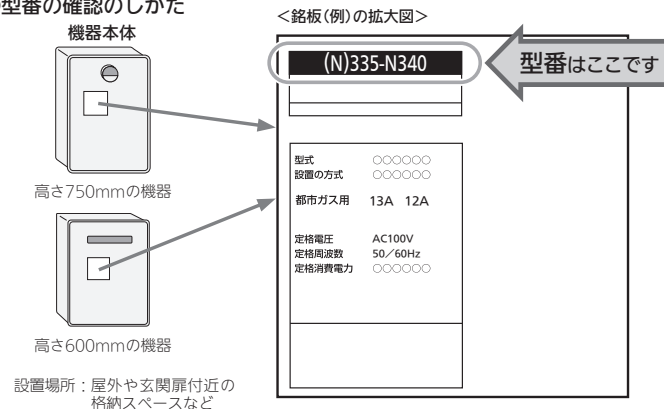 型番の確認のしかた
機器本体
高さ750mmの機器
高さ600mmの機器
設置場所：屋外や玄関扉付近の
格納スペースなど
＜銘板(例)の拡大図＞
(N)335-N340
型番はここです
型式 ○○○○○○
設置の方式 ○○○○○○
都市ガス用 13A 12A
定格電圧 AC100V
定格周波数 50／60Hz
定格消費電力 ○○○○○○